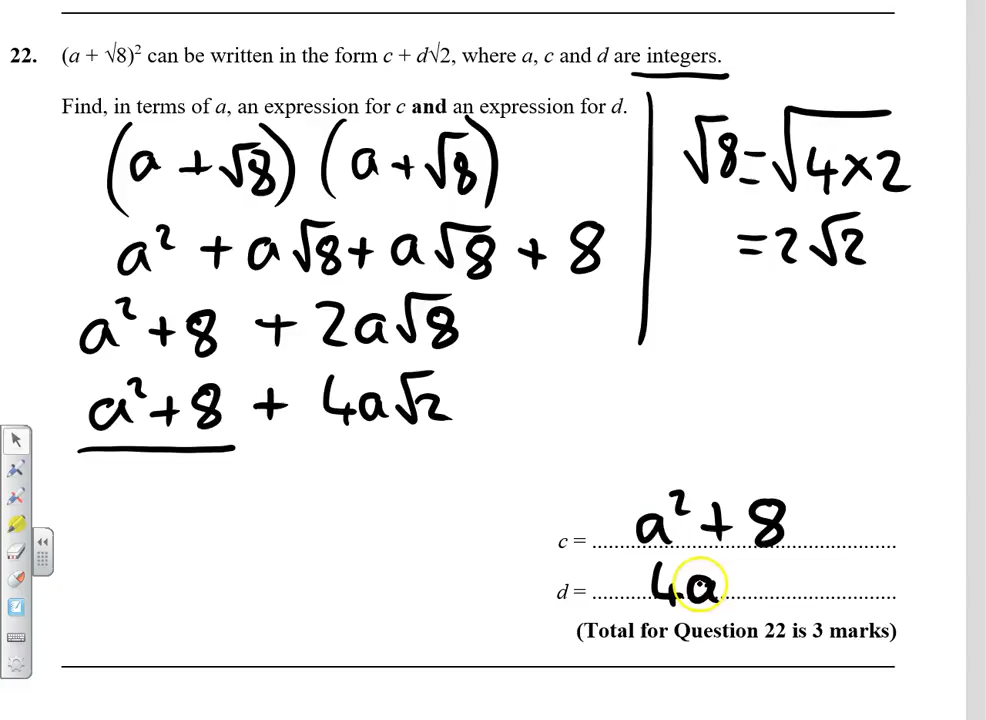 22. (a + √8)² can be written in the form c + d√2, where a, c and d are integers.
Find, in terms of a, an expression for c and an expression for d.
(a + √8) (a + √8)
a² + a√8 + a√8 + 8
a² + 8 + 2a√8
a² + 8 + 4a√2
√8 = √4 × 2
= 2√2
c = a² + 8
d = 4a
(Total for Question 22 is 3 marks)